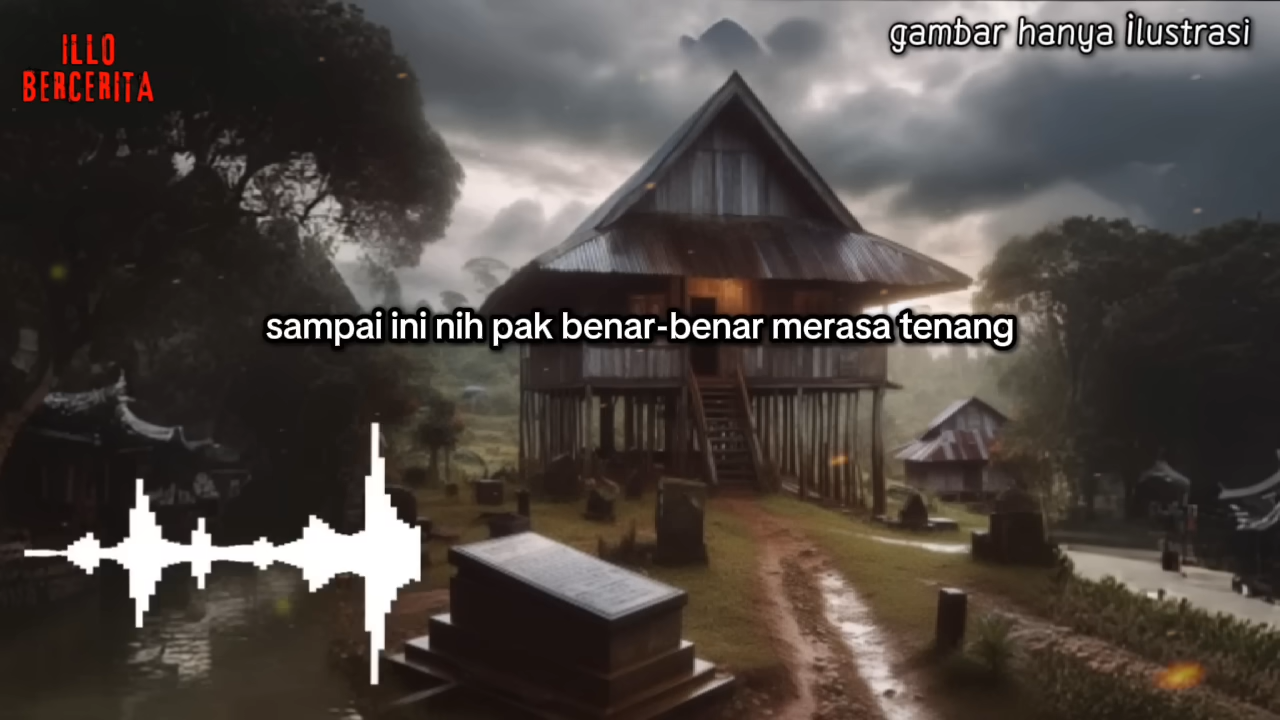 ILLO
BERCERITA
gambar hanya ilustrasi
sampai ini nih pak benar-benar merasa tenang